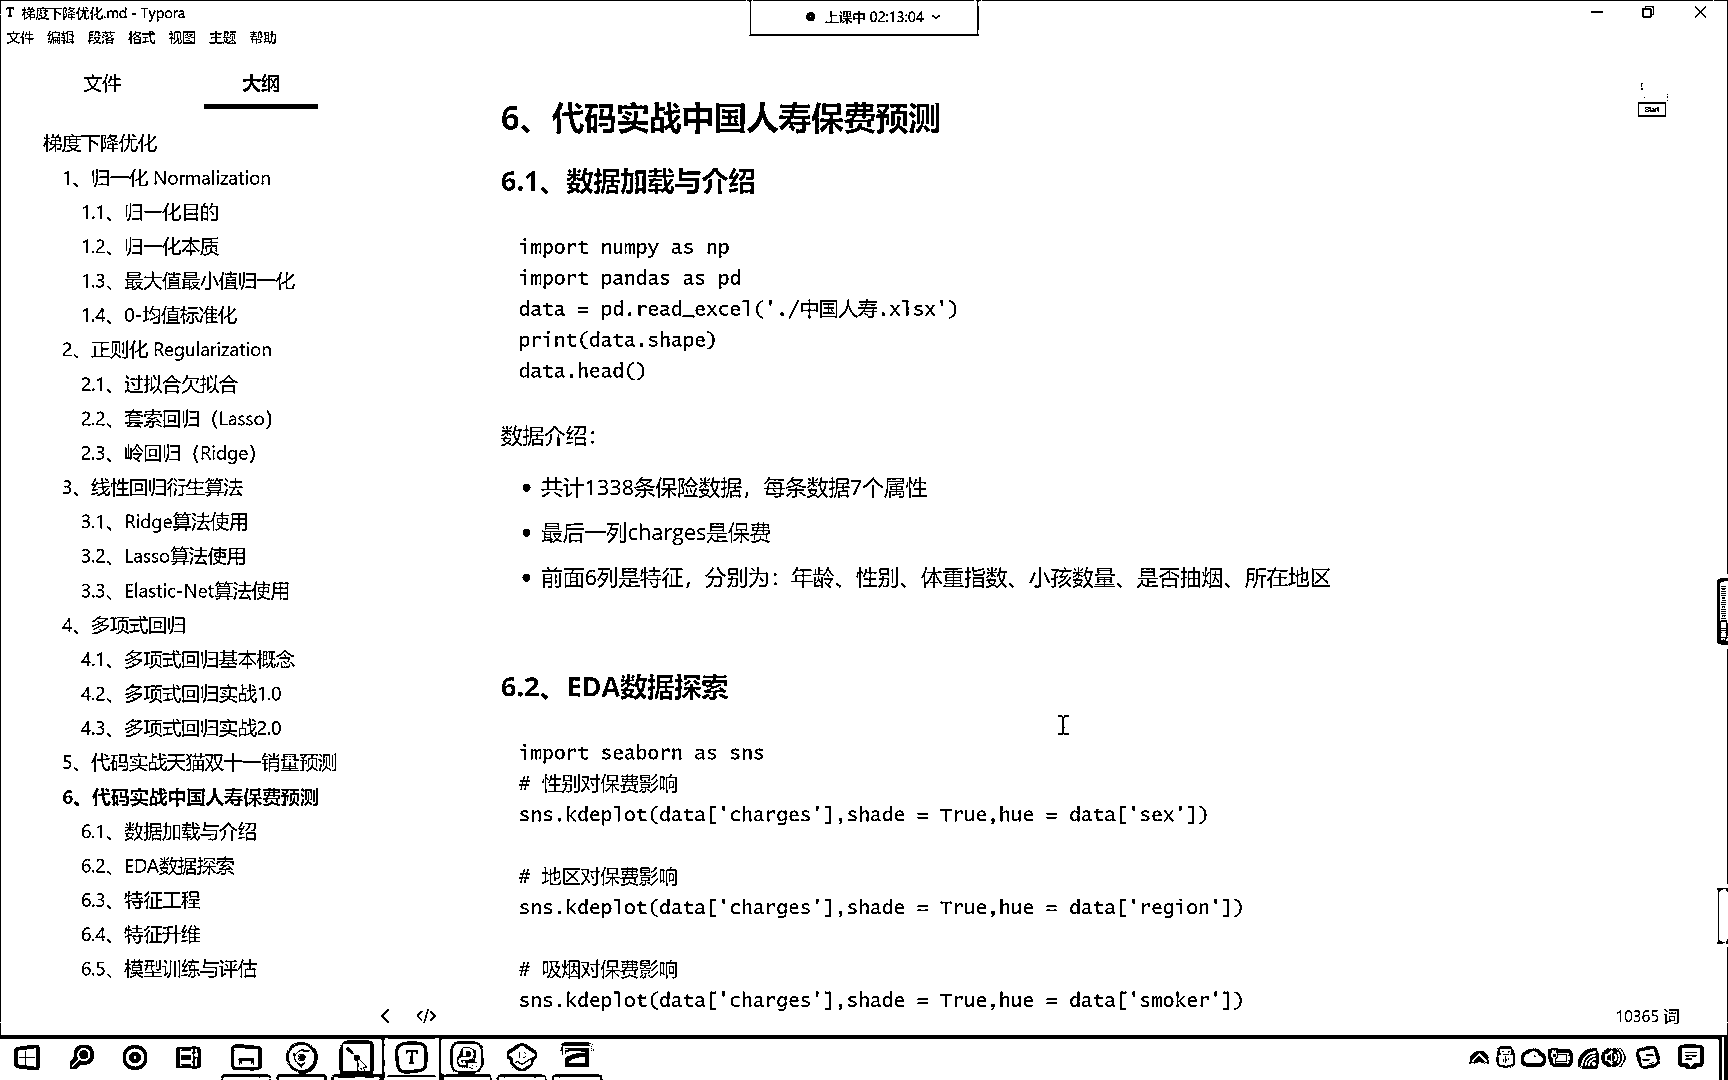 T 梯度下降优化.md - Typora
上课中 02:13:04
文件 编辑 段落 格式 视图 主题 帮助
文件 大纲
梯度下降优化
1、归一化 Normalization
1.1、归一化目的
1.2、归一化本质
1.3、最大值最小值归一化
1.4、0-均值标准化
2、正则化 Regularization
2.1、过拟合欠拟合
2.2、套索回归（Lasso）
2.3、岭回归（Ridge）
3、线性回归衍生算法
3.1、Ridge算法使用
3.2、Lasso算法使用
3.3、Elastic-Net算法使用
4、多项式回归
4.1、多项式回归基本概念
4.2、多项式回归实战1.0
4.3、多项式回归实战2.0
5、代码实战天猫双十一销量预测
6、代码实战中国人寿保费预测
6.1、数据加载与介绍
6.2、EDA数据探索
6.3、特征工程
6.4、特征升维
6.5、模型训练与评估
6、代码实战中国人寿保费预测
6.1、数据加载与介绍
import numpy as np
import pandas as pd
data = pd.read_excel('./中国人寿.xlsx')
print(data.shape)
data.head()
数据介绍：
• 共计1338条保险数据，每条数据7个属性
• 最后一列charges是保费
• 前面6列是特征，分别为：年龄、性别、体重指数、小孩数量、是否抽烟、所在地区
6.2、EDA数据探索
import seaborn as sns
# 性别对保费影响
sns.kdeplot(data['charges'],shade = True,hue = data['sex'])
# 地区对保费影响
sns.kdeplot(data['charges'],shade = True,hue = data['region'])
# 吸烟对保费影响
sns.kdeplot(data['charges'],shade = True,hue = data['smoker'])
Start
10365 词